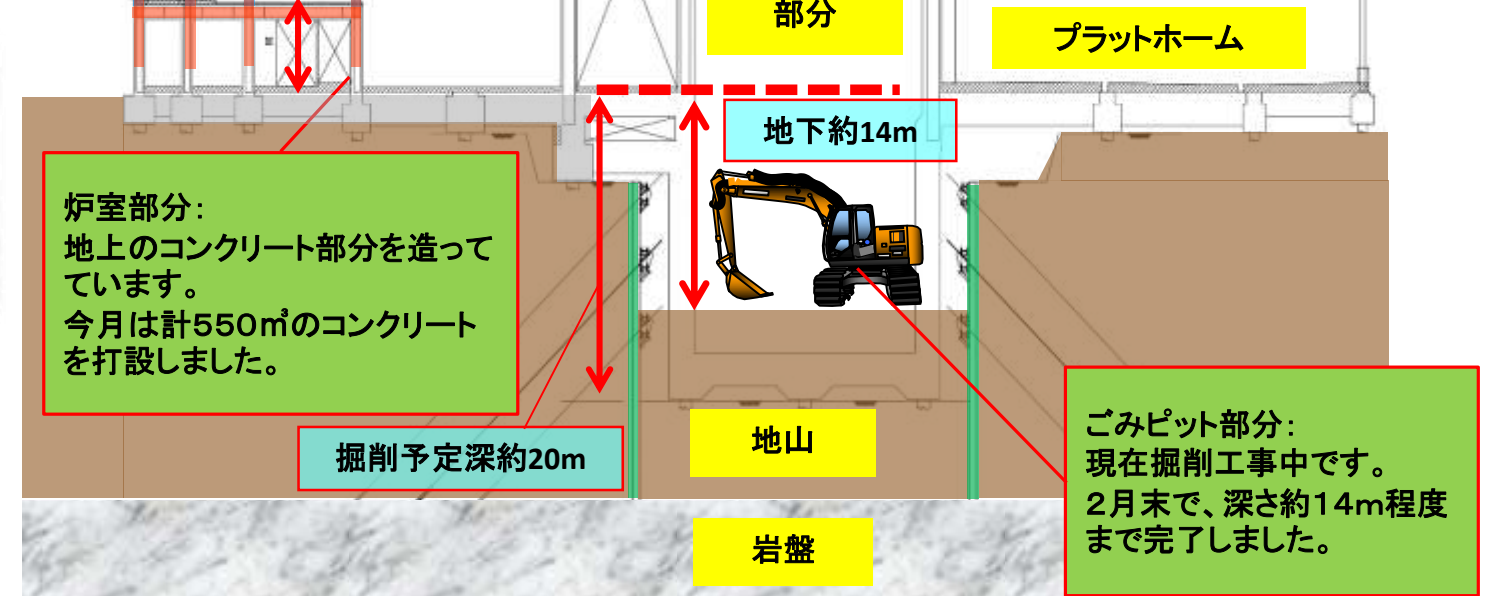 部分
プラットホーム
地下約14m
炉室部分：
地上のコンクリート部分を造って
ています。
今月は計５５０㎥のコンクリート
を打設しました。
掘削予定深約20m
地山
ごみピット部分：
現在掘削工事中です。
２月末で、深さ約１４ｍ程度
まで完了しました。
岩盤